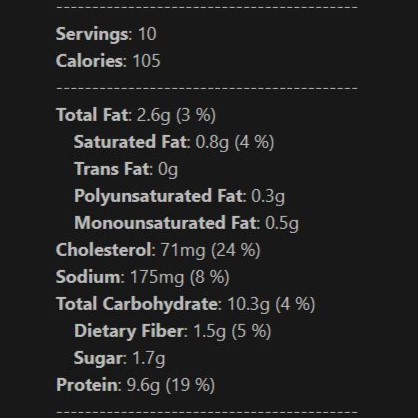 Servings: 10
Calories: 105
Total Fat: 2.6g (3 %)
Saturated Fat: 0.8g (4 %)
Trans Fat: 0g
Polyunsaturated Fat: 0.3g
Monounsaturated Fat: 0.5g
Cholesterol: 71mg (24 %)
Sodium: 175mg (8 %)
Total Carbohydrate: 10.3g (4 %)
Dietary Fiber: 1.5g (5 %)
Sugar: 1.7g
Protein: 9.6g (19 %)